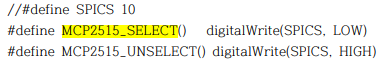 //#define SPICS 10
#define MCP2515_SELECT() digitalWrite(SPICS, LOW)
#define MCP2515_UNSELECT() digitalWrite(SPICS, HIGH)